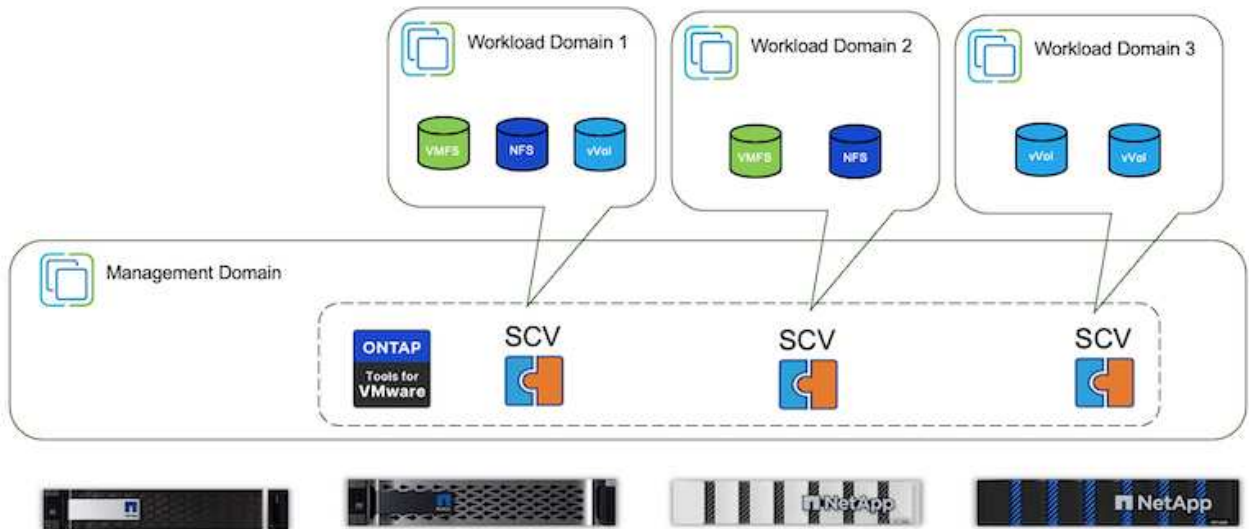 Workload Domain 1
Workload Domain 2
Workload Domain 3
VMFS
NFS
vVol
VMFS
NFS
vVol
vVol
Management Domain
ONTAP
Tools for
VMware
SCV
SCV
SCV
NetApp
NetApp